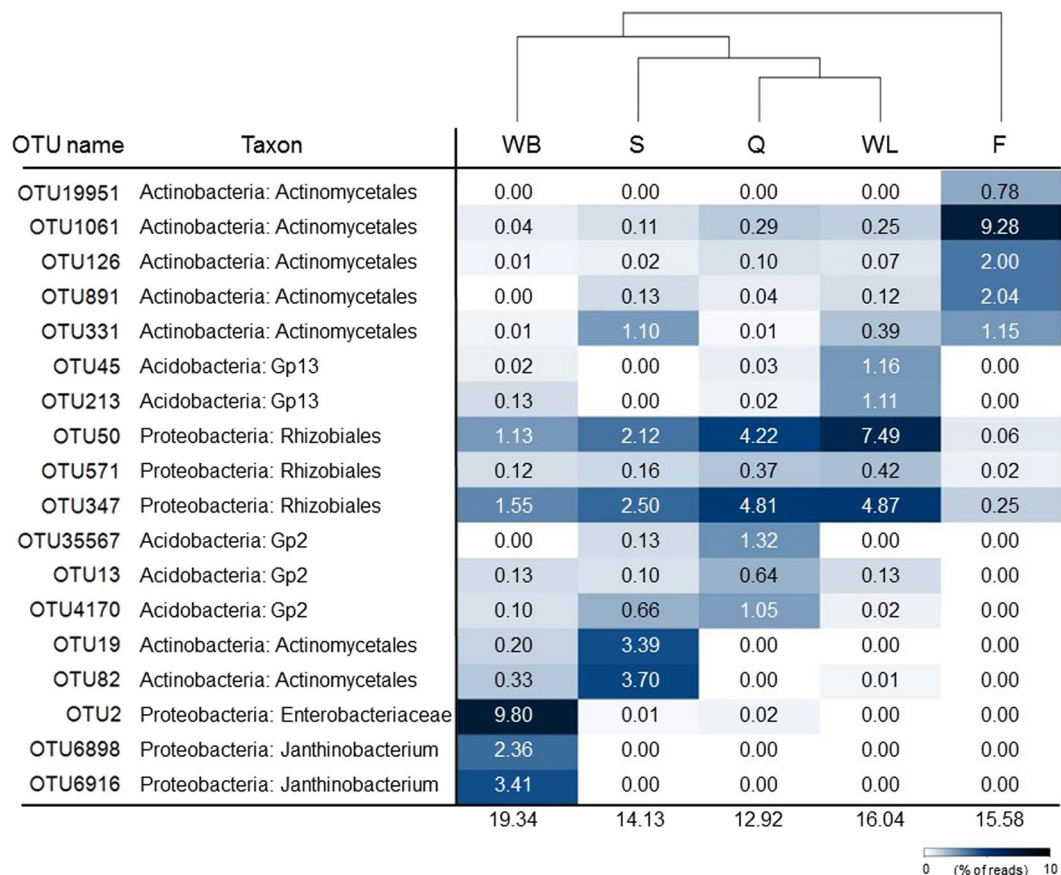 OTU name Taxon WB S Q WL F
OTU19951 Actinobacteria: Actinomycetales 0.00 0.00 0.00 0.00 0.78
OTU1061 Actinobacteria: Actinomycetales 0.04 0.11 0.29 0.25 9.28
OTU126 Actinobacteria: Actinomycetales 0.01 0.02 0.10 0.07 2.00
OTU891 Actinobacteria: Actinomycetales 0.00 0.13 0.04 0.12 2.04
OTU331 Actinobacteria: Actinomycetales 0.01 1.10 0.01 0.39 1.15
OTU45 Acidobacteria: Gp13 0.02 0.00 0.03 1.16 0.00
OTU213 Acidobacteria: Gp13 0.13 0.00 0.02 1.11 0.00
OTU50 Proteobacteria: Rhizobiales 1.13 2.12 4.22 7.49 0.06
OTU571 Proteobacteria: Rhizobiales 0.12 0.16 0.37 0.42 0.02
OTU347 Proteobacteria: Rhizobiales 1.55 2.50 4.81 4.87 0.25
OTU35567 Acidobacteria: Gp2 0.00 0.13 1.32 0.00 0.00
OTU13 Acidobacteria: Gp2 0.13 0.10 0.64 0.13 0.00
OTU4170 Acidobacteria: Gp2 0.10 0.66 1.05 0.02 0.00
OTU19 Actinobacteria: Actinomycetales 0.20 3.39 0.00 0.00 0.00
OTU82 Actinobacteria: Actinomycetales 0.33 3.70 0.00 0.01 0.00
OTU2 Proteobacteria: Enterobacteriaceae 9.80 0.01 0.02 0.00 0.00
OTU6898 Proteobacteria: Janthinobacterium 2.36 0.00 0.00 0.00 0.00
OTU6916 Proteobacteria: Janthinobacterium 3.41 0.00 0.00 0.00 0.00
19.34 14.13 12.92 16.04 15.58
0 (% of reads) 10